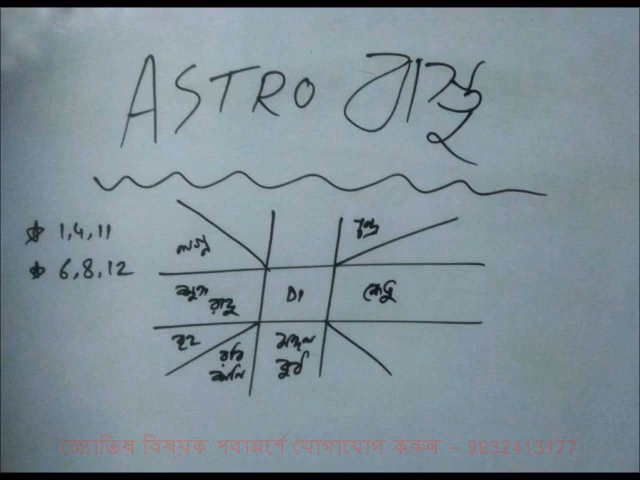 ASTRO বাস্তু
☆ 1,4,11
☆ 6,8,12
লগ্ন
চন্দ্র
রাহু
D1
কেতু
বৃঃ
রবি
শনি
মঙ্গল
বুধ
জ্যোতিষ বিষয়ক পরামর্শে যোগাযোগ করুন - 9932413177